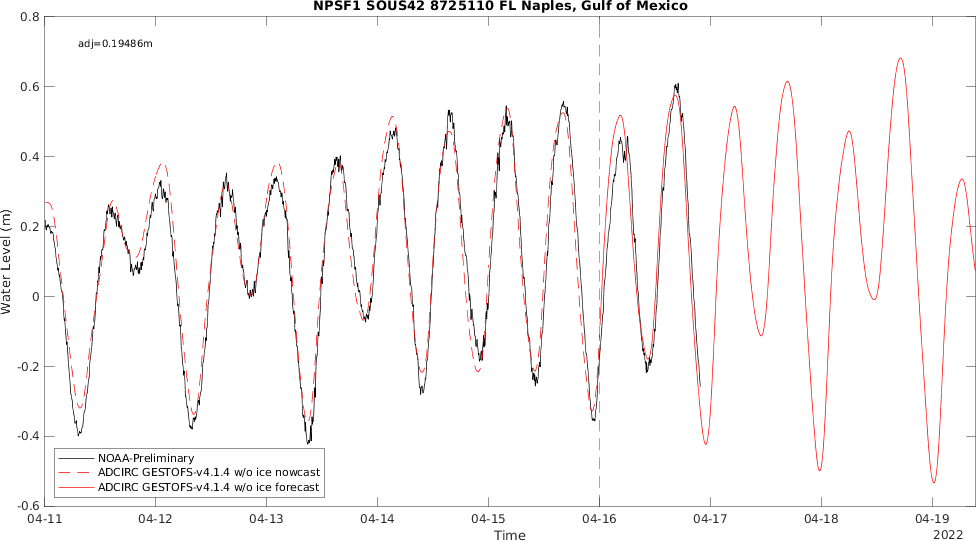 NPSF1 SOUS42 8725110 FL Naples, Gulf of Mexico
0.8
adj=0.19486m
0.6
0.4
0.2
0
-0.2
-0.4
-0.6
Water Level (m)
NOAA-Preliminary
ADCIRC GESTOFS-v4.1.4 w/o ice nowcast
ADCIRC GESTOFS-v4.1.4 w/o ice forecast
04-11 04-12 04-13 04-14 04-15 04-16 04-17 04-18 04-19
Time
2022